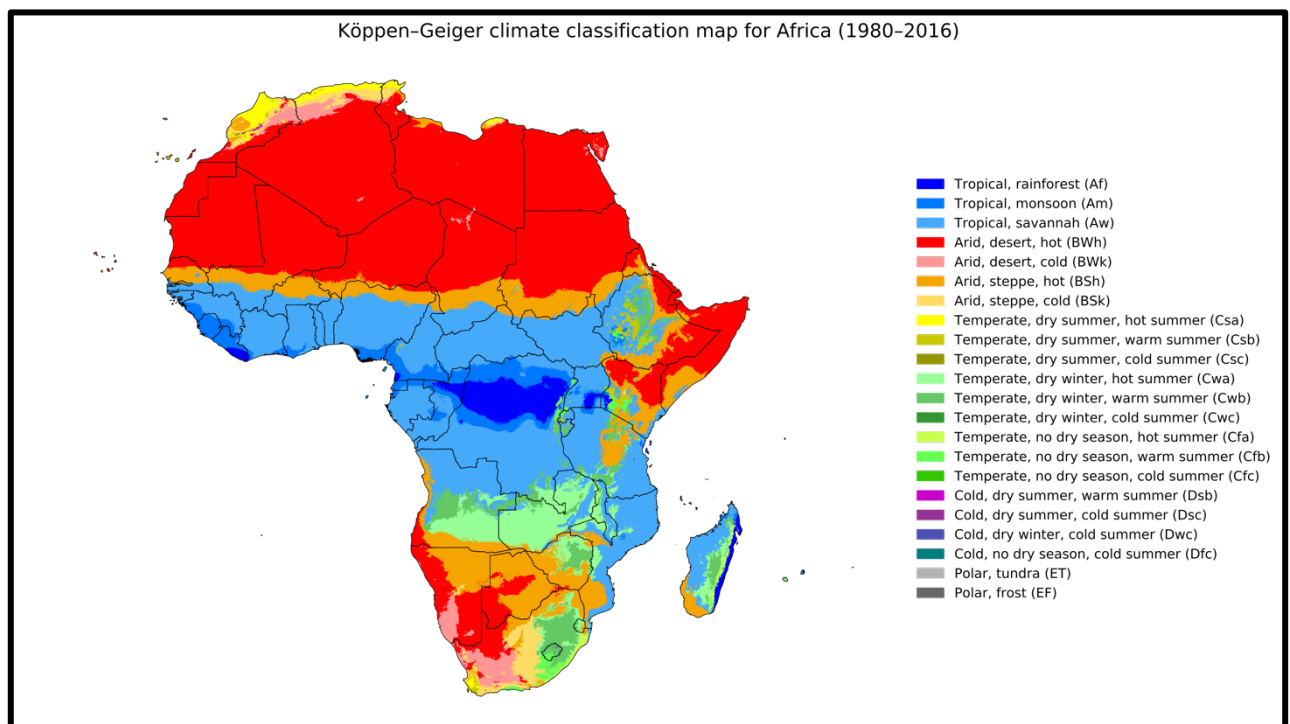 Köppen–Geiger climate classification map for Africa (1980–2016)
Tropical, rainforest (Af)
Tropical, monsoon (Am)
Tropical, savannah (Aw)
Arid, desert, hot (BWh)
Arid, desert, cold (BWk)
Arid, steppe, hot (BSh)
Arid, steppe, cold (BSk)
Temperate, dry summer, hot summer (Csa)
Temperate, dry summer, warm summer (Csb)
Temperate, dry summer, cold summer (Csc)
Temperate, dry winter, hot summer (Cwa)
Temperate, dry winter, warm summer (Cwb)
Temperate, dry winter, cold summer (Cwc)
Temperate, no dry season, hot summer (Cfa)
Temperate, no dry season, warm summer (Cfb)
Temperate, no dry season, cold summer (Cfc)
Cold, dry summer, warm summer (Dsb)
Cold, dry summer, cold summer (Dsc)
Cold, dry winter, cold summer (Dwc)
Cold, no dry season, cold summer (Dfc)
Polar, tundra (ET)
Polar, frost (EF)